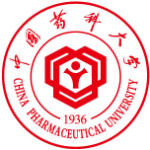 中国药科大学
1936
CHINA PHARMACEUTICAL UNIVERSITY